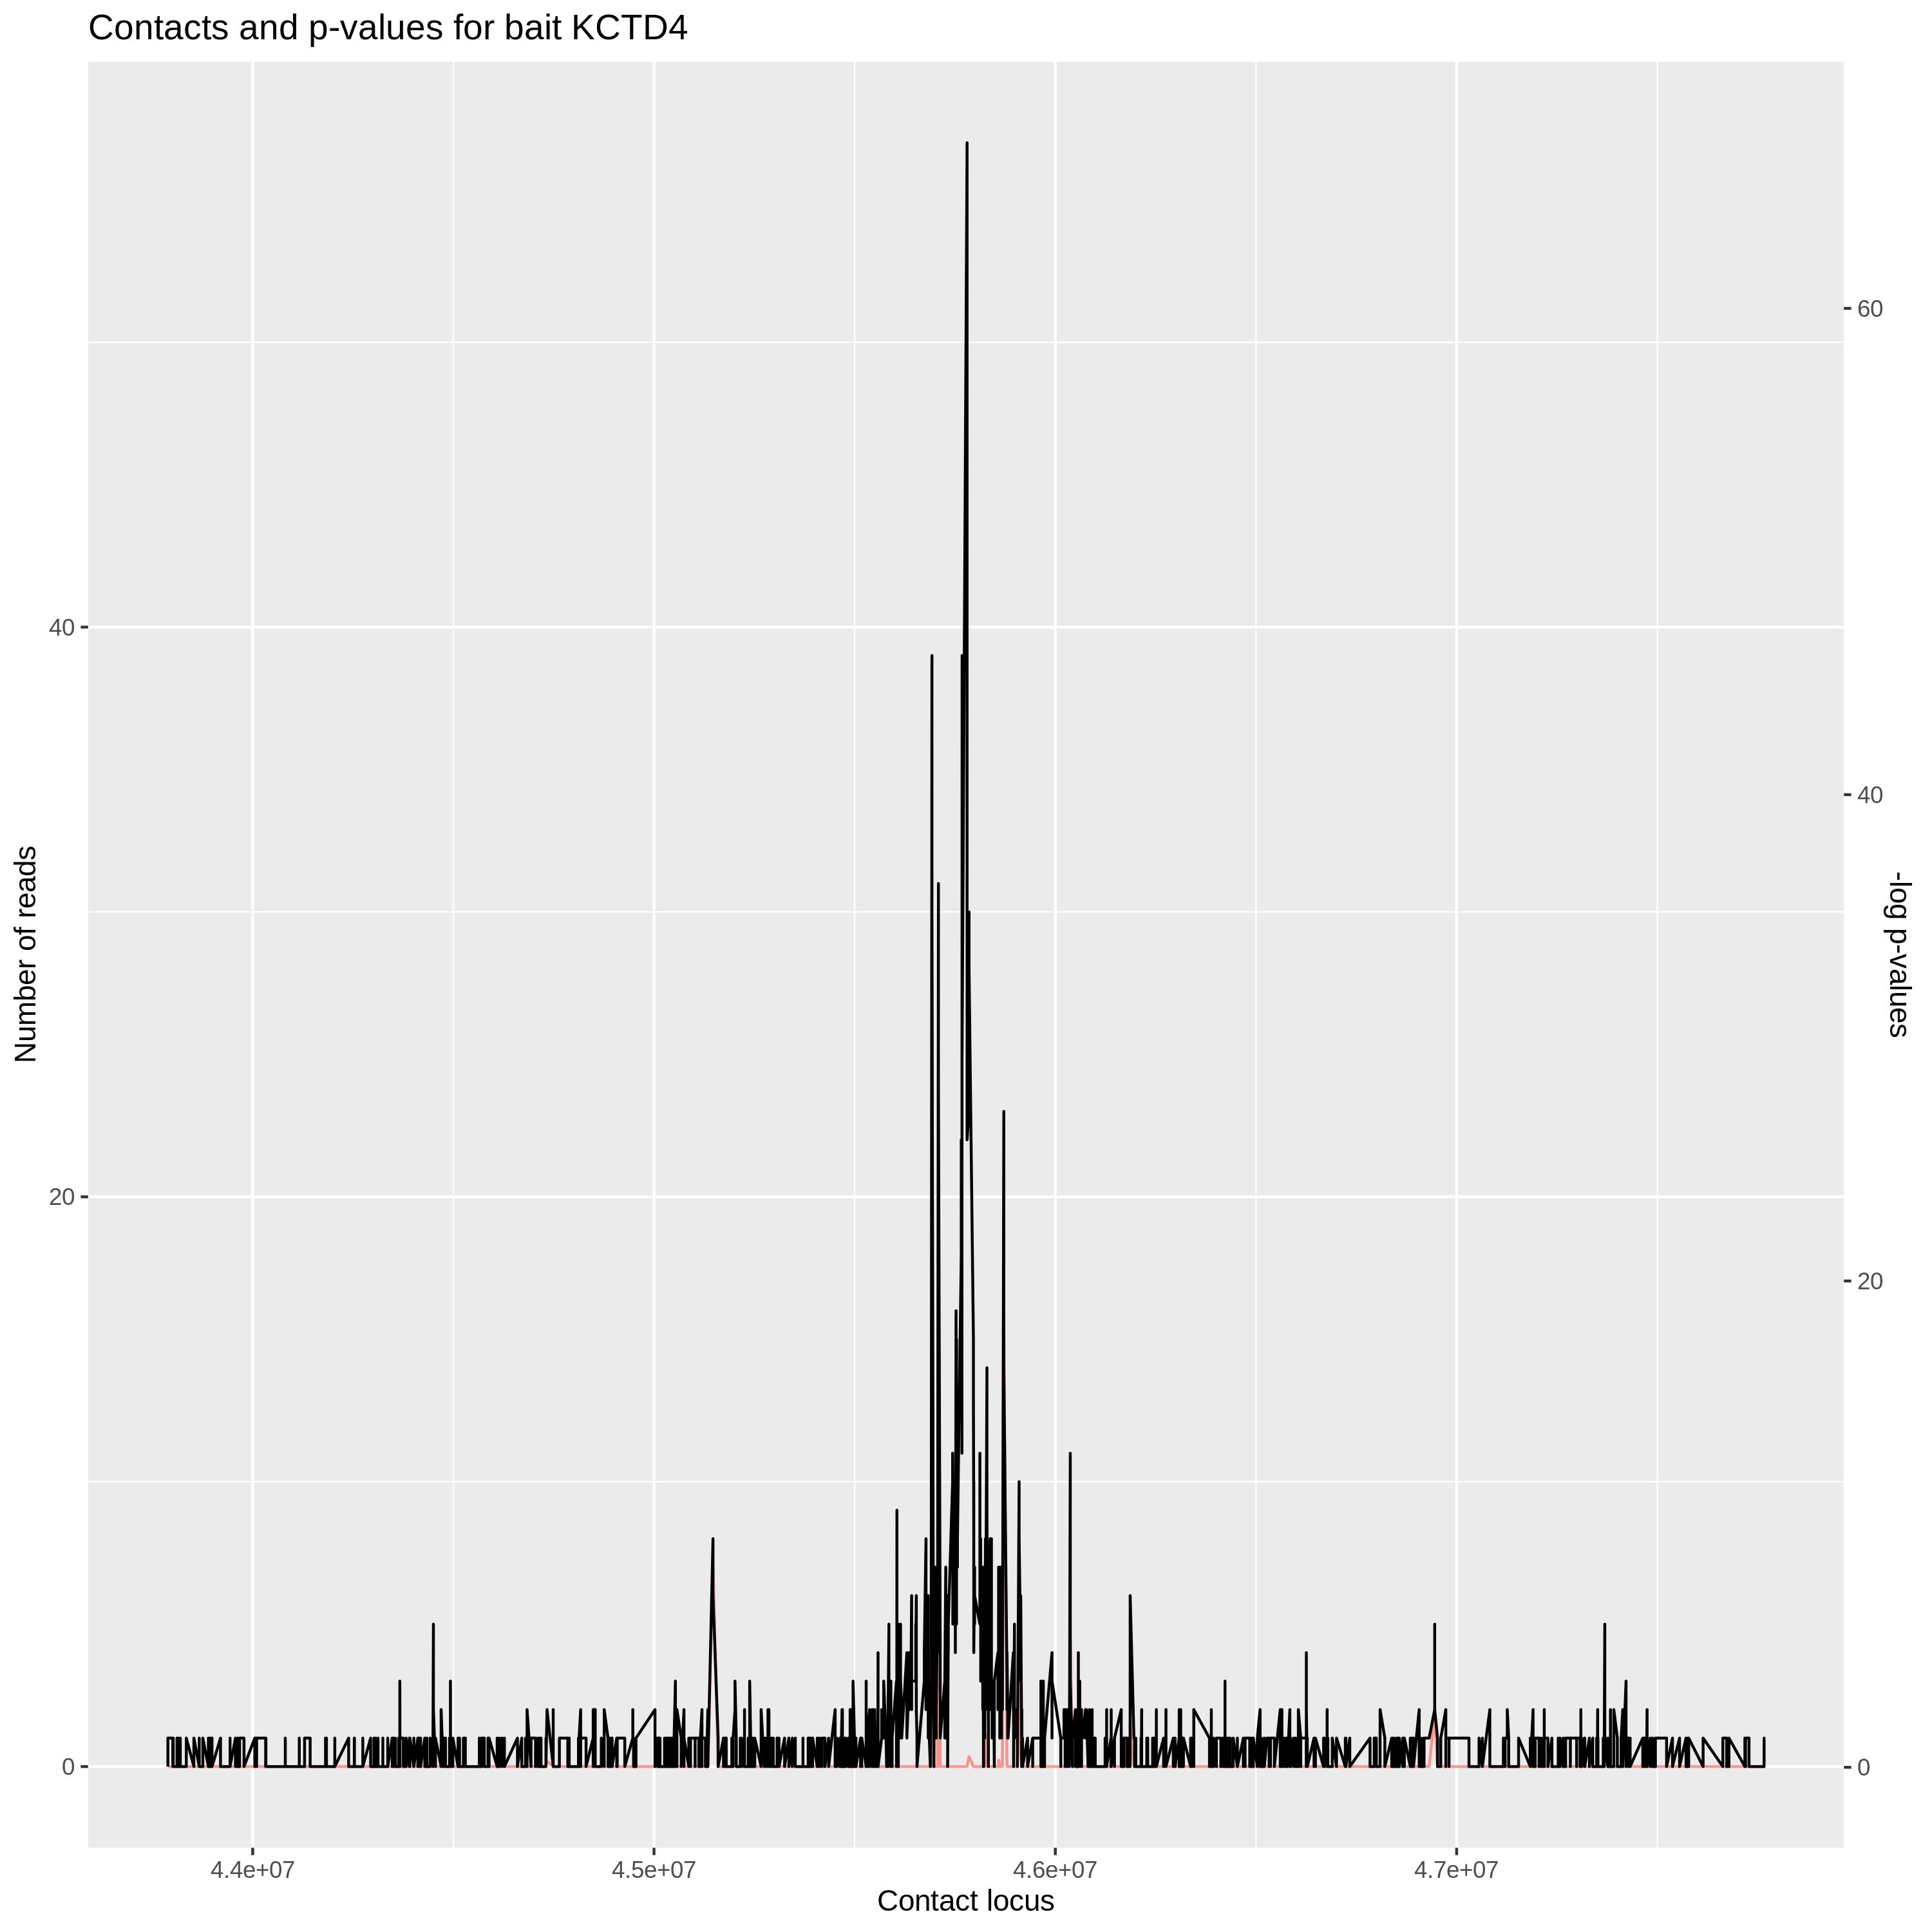 Contacts and p-values for bait KCTD4
Number of reads
40
20
0
60
40
20
0
-log p-values
4.4e+07 4.5e+07 4.6e+07 4.7e+07
Contact locus